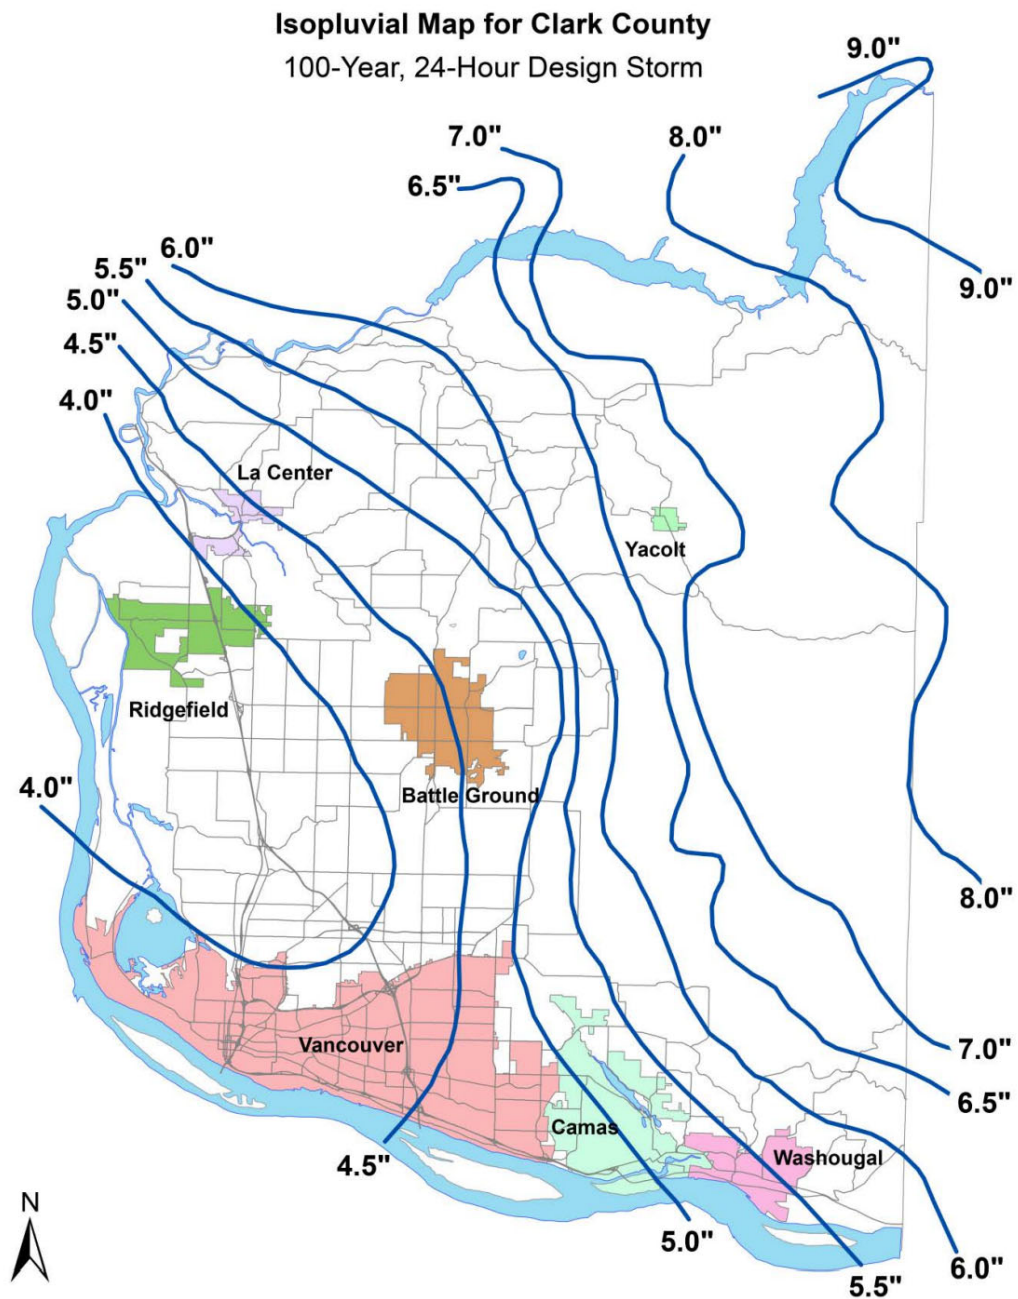 Isopluvial Map for Clark County
100-Year, 24-Hour Design Storm
9.0"
7.0"
8.0"
6.5"
6.0"
5.5"
9.0"
5.0"
4.5"
4.0"
La Center
Yacolt
Ridgefield
4.0"
Battle Ground
8.0"
Vancouver
7.0"
6.5"
Camas
Washougal
4.5"
N
5.0"
6.0"
5.5"